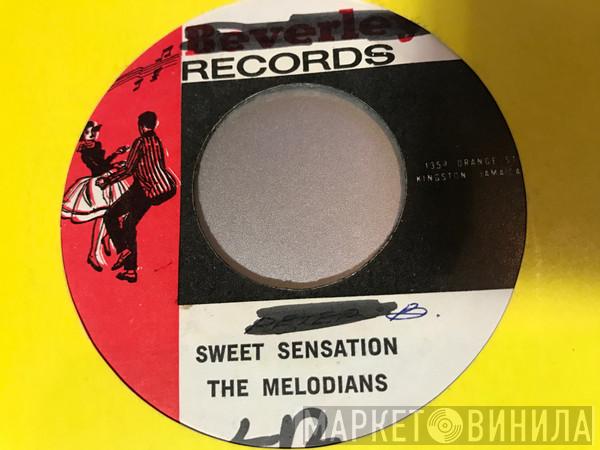 Beverley
RECORDS
135A ORANGE ST
KINGSTON JAMAICA
B.
SWEET SENSATION
THE MELODIANS
МАРКЕТ ВИНИЛА